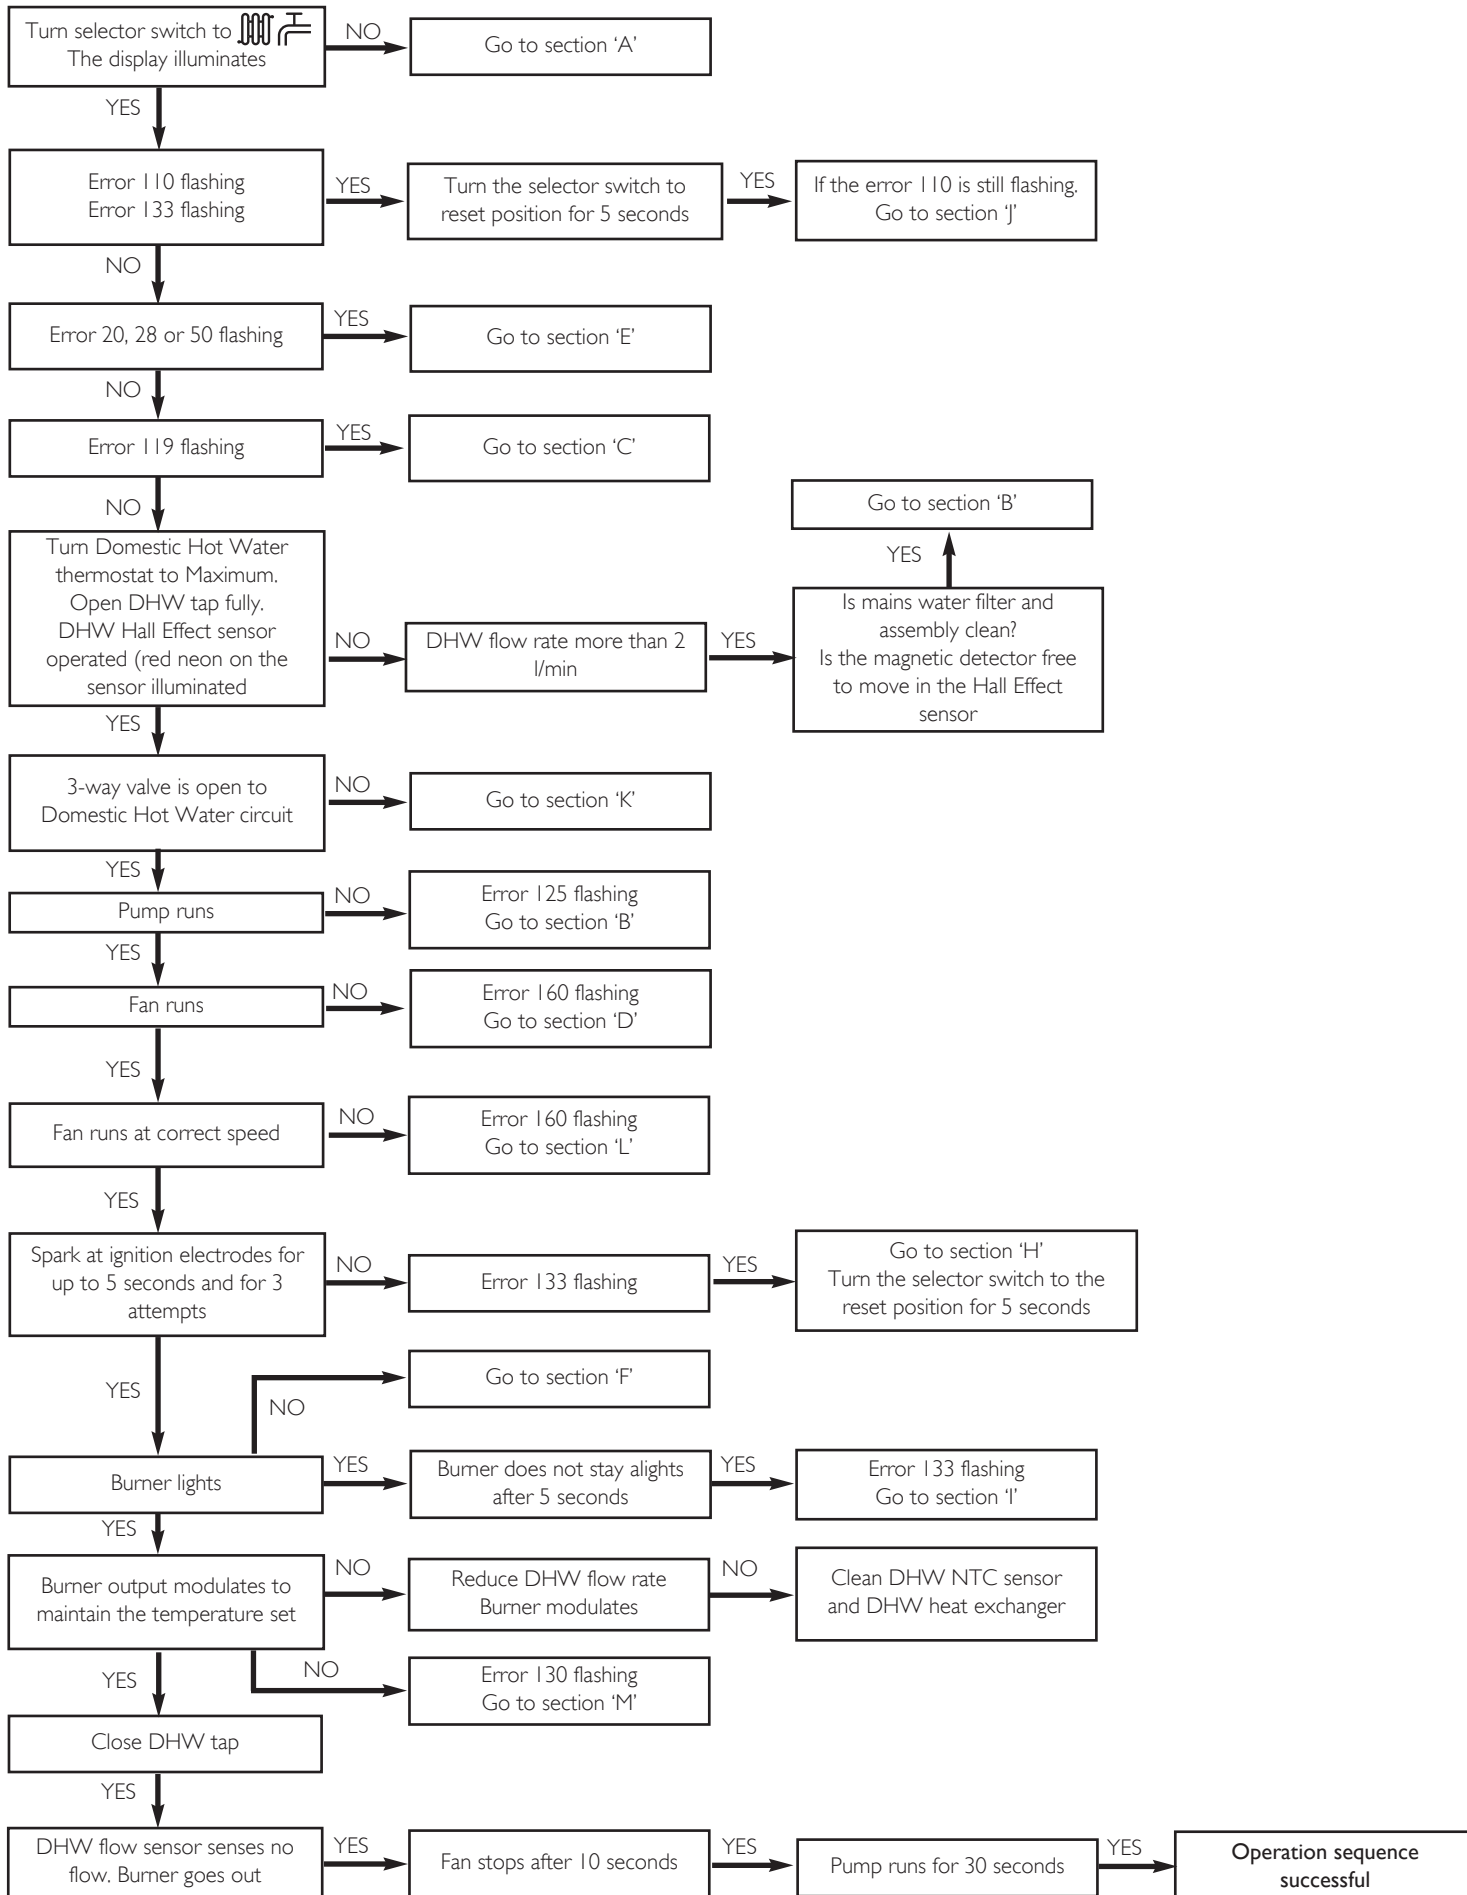 Turn selector switch to
The display illuminates
NO
Go to section ‘A’
YES
Error 110 flashing
Error 133 flashing
YES
Turn the selector switch to
reset position for 5 seconds
YES
If the error 110 is still flashing.
Go to section ‘J’
NO
Error 20, 28 or 50 flashing
YES
Go to section ‘E’
NO
Error 119 flashing
YES
Go to section ‘C’
NO
Turn Domestic Hot Water
thermostat to Maximum.
Open DHW tap fully.
DHW Hall Effect sensor
operated (red neon on the
sensor illuminated
NO
DHW flow rate more than 2
l/min
YES
Is mains water filter and
assembly clean?
Is the magnetic detector free
to move in the Hall Effect
sensor
YES
Go to section ‘B’
YES
3-way valve is open to
Domestic Hot Water circuit
NO
Go to section ‘K’
YES
Pump runs
NO
Error 125 flashing
Go to section ‘B’
YES
Fan runs
NO
Error 160 flashing
Go to section ‘D’
YES
Fan runs at correct speed
NO
Error 160 flashing
Go to section ‘L’
YES
Spark at ignition electrodes for
up to 5 seconds and for 3
attempts
NO
Error 133 flashing
YES
Go to section ‘H’
Turn the selector switch to the
reset position for 5 seconds
YES
NO
Go to section ‘F’
Burner lights
YES
Burner does not stay alights
after 5 seconds
YES
Error 133 flashing
Go to section ‘I’
YES
Burner output modulates to
maintain the temperature set
NO
Reduce DHW flow rate
Burner modulates
NO
Clean DHW NTC sensor
and DHW heat exchanger
NO
Error 130 flashing
Go to section ‘M’
YES
Close DHW tap
YES
DHW flow sensor senses no
flow. Burner goes out
YES
Fan stops after 10 seconds
YES
Pump runs for 30 seconds
YES
Operation sequence
successful